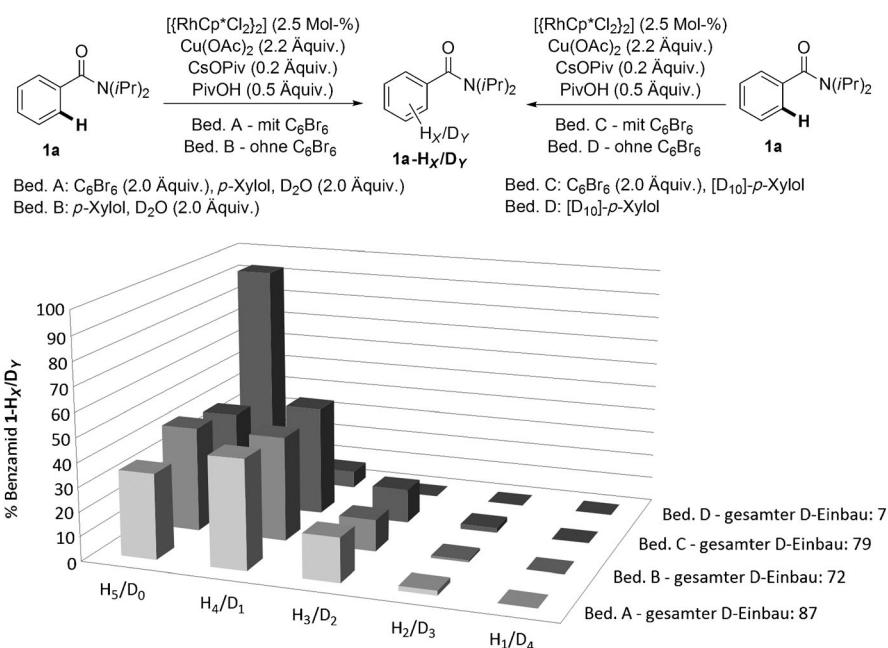 [{RhCp*Cl2}2] (2.5 Mol-%)
Cu(OAc)2 (2.2 Äquiv.)
CsOPiv (0.2 Äquiv.)
PivOH (0.5 Äquiv.)
Bed. A - mit C6Br6
Bed. B - ohne C6Br6
O
N(iPr)2
H
1a
O
N(iPr)2
HX/DY
1a-HX/DY
[{RhCp*Cl2}2] (2.5 Mol-%)
Cu(OAc)2 (2.2 Äquiv.)
CsOPiv (0.2 Äquiv.)
PivOH (0.5 Äquiv.)
Bed. C - mit C6Br6
Bed. D - ohne C6Br6
O
N(iPr)2
H
1a
Bed. A: C6Br6 (2.0 Äquiv.), p-Xylol, D2O (2.0 Äquiv.)
Bed. B: p-Xylol, D2O (2.0 Äquiv.)
Bed. C: C6Br6 (2.0 Äquiv.), [D10]-p-Xylol
Bed. D: [D10]-p-Xylol
% Benzamid 1-HX/DY
100
90
80
70
60
50
40
30
20
10
0
H5/D0
H4/D1
H3/D2
H2/D3
H1/D4
Bed. D - gesamter D-Einbau: 7
Bed. C - gesamter D-Einbau: 79
Bed. B - gesamter D-Einbau: 72
Bed. A - gesamter D-Einbau: 87